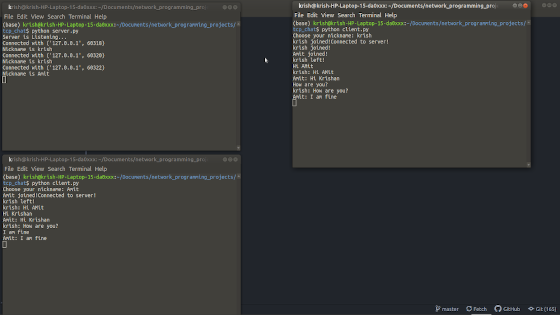 krish@krish-HP-Laptop-15-da0xxx: ~/Documents/network_programming_proj
File Edit View Search Terminal Help
(base) krish@krish-HP-Laptop-15-da0xxx:~/Documents/network_programming_projects/
tcp_chat$ python server.py
Server is Listening...
Connected with ('127.0.0.1', 60318)
Nickname is krish
Connected with ('127.0.0.1', 60320)
Nickname is krish
Connected with ('127.0.0.1', 60322)
Nickname is Amit
krish@krish-HP-Laptop-15-da0xxx: ~/Documents/network_programming_proj
File Edit View Search Terminal Help
(base) krish@krish-HP-Laptop-15-da0xxx:~/Documents/network_programming_projects/
tcp_chat$ python client.py
Choose your nickname: krish
krish joined!Connected to server!
krish joined!
Amit joined!
krish left!
Hi AMit
krish: Hi AMit
Amit: Hi Krishan
How are you?
krish: How are you?
Amit: I am Fine
krish@krish-HP-Laptop-15-da0xxx: ~/Documents/network_programming_proj
File Edit View Search Terminal Help
(base) krish@krish-HP-Laptop-15-da0xxx:~/Documents/network_programming_projects/
tcp_chat$ python client.py
Choose your nickname: Amit
Amit joined!Connected to server!
krish left!
krish: Hi AMit
Hi Krishan
Amit: Hi Krishan
krish: How are you?
I am Fine
Amit: I am Fine
master Fetch GitHub Git (165)